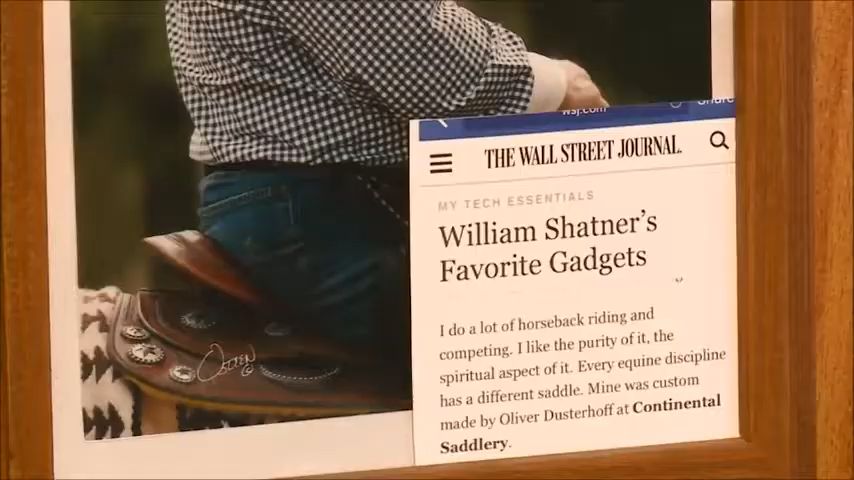 wsj.com
Share
THE WALL STREET JOURNAL.
MY TECH ESSENTIALS
William Shatner's
Favorite Gadgets
I do a lot of horseback riding and
competing. I like the purity of it, the
spiritual aspect of it. Every equine discipline
has a different saddle. Mine was custom
made by Oliver Dusterhoff at Continental
Saddlery.
OLSEN ©